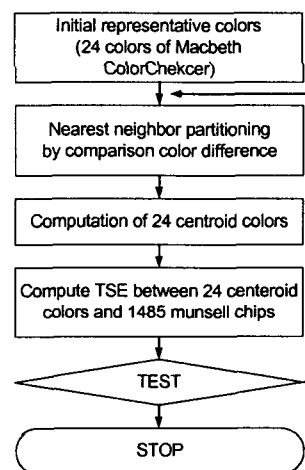 Initial representative colors
(24 colors of Macbeth
ColorChekcer)
Nearest neighbor partitioning
by comparison color difference
Computation of 24 centroid colors
Compute TSE between 24 centeroid
colors and 1485 munsell chips
TEST
STOP